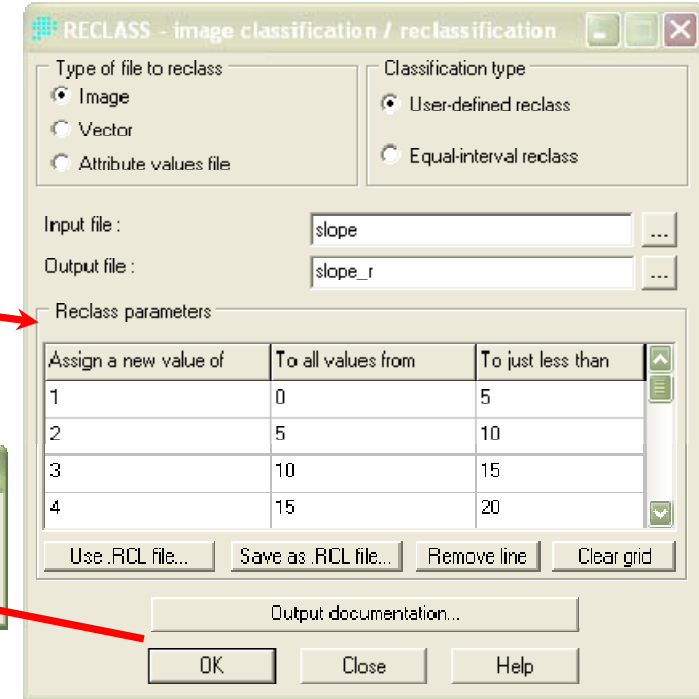 RECLASS - image classification / reclassification
Type of file to reclass
Image
Vector
Attribute values file
Classification type
User-defined reclass
Equal-interval reclass
Input file :
slope
...
Output file :
slope_r
...
Reclass parameters
Assign a new value of To all values from To just less than
1 0 5
2 5 10
3 10 15
4 15 20
Use .RCL file... Save as .RCL file... Remove line Clear grid
Output documentation...
OK Close Help